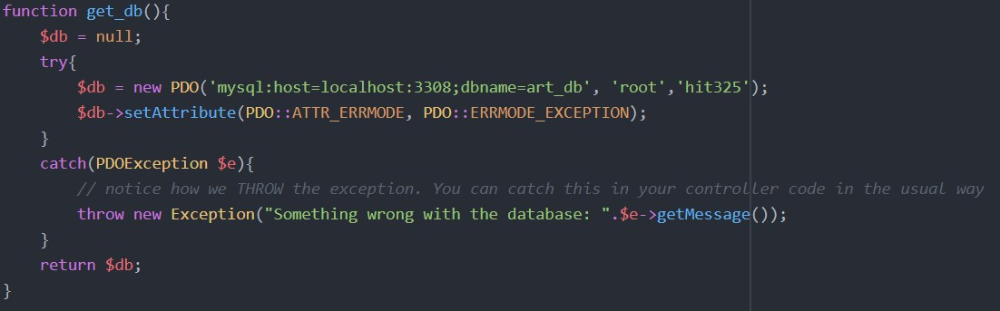 function get_db(){
    $db = null;
    try{
        $db = new PDO('mysql:host=localhost:3308;dbname=art_db', 'root','hit325');
        $db->setAttribute(PDO::ATTR_ERRMODE, PDO::ERRMODE_EXCEPTION);
    }
    catch(PDOException $e){
        // notice how we THROW the exception. You can catch this in your controller code in the usual way
        throw new Exception("Something wrong with the database: ".$e->getMessage());
    }
    return $db;
}